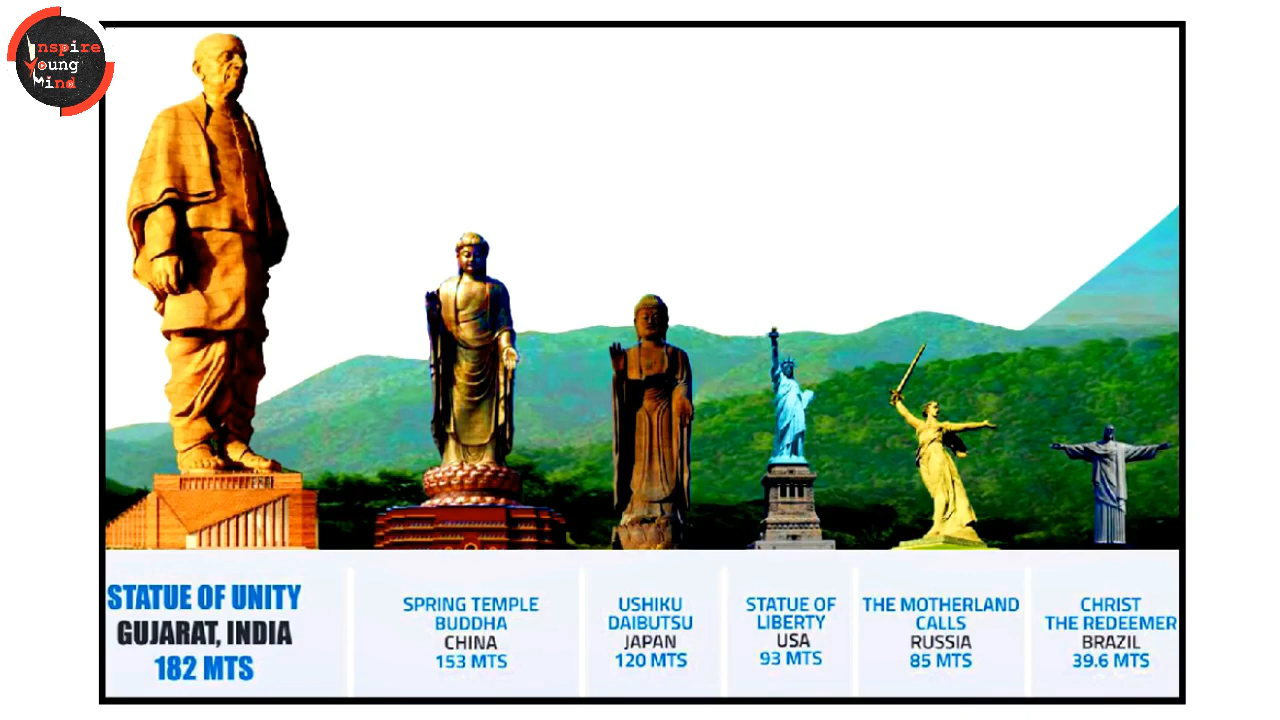 Inspire
Young
Mind
STATUE OF UNITY
GUJARAT, INDIA
182 MTS
SPRING TEMPLE
BUDDHA
CHINA
153 MTS
USHIKU
DAIBUTSU
JAPAN
120 MTS
STATUE OF
LIBERTY
USA
93 MTS
THE MOTHERLAND
CALLS
RUSSIA
85 MTS
CHRIST
THE REDEEMER
BRAZIL
39.6 MTS